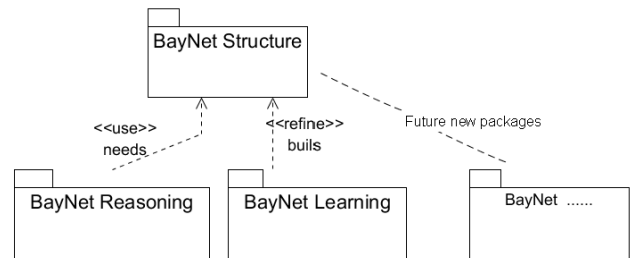 BayNet Structure
<<use>>
needs
<<refine>>
buils
Future new packages
BayNet Reasoning
BayNet Learning
BayNet ......